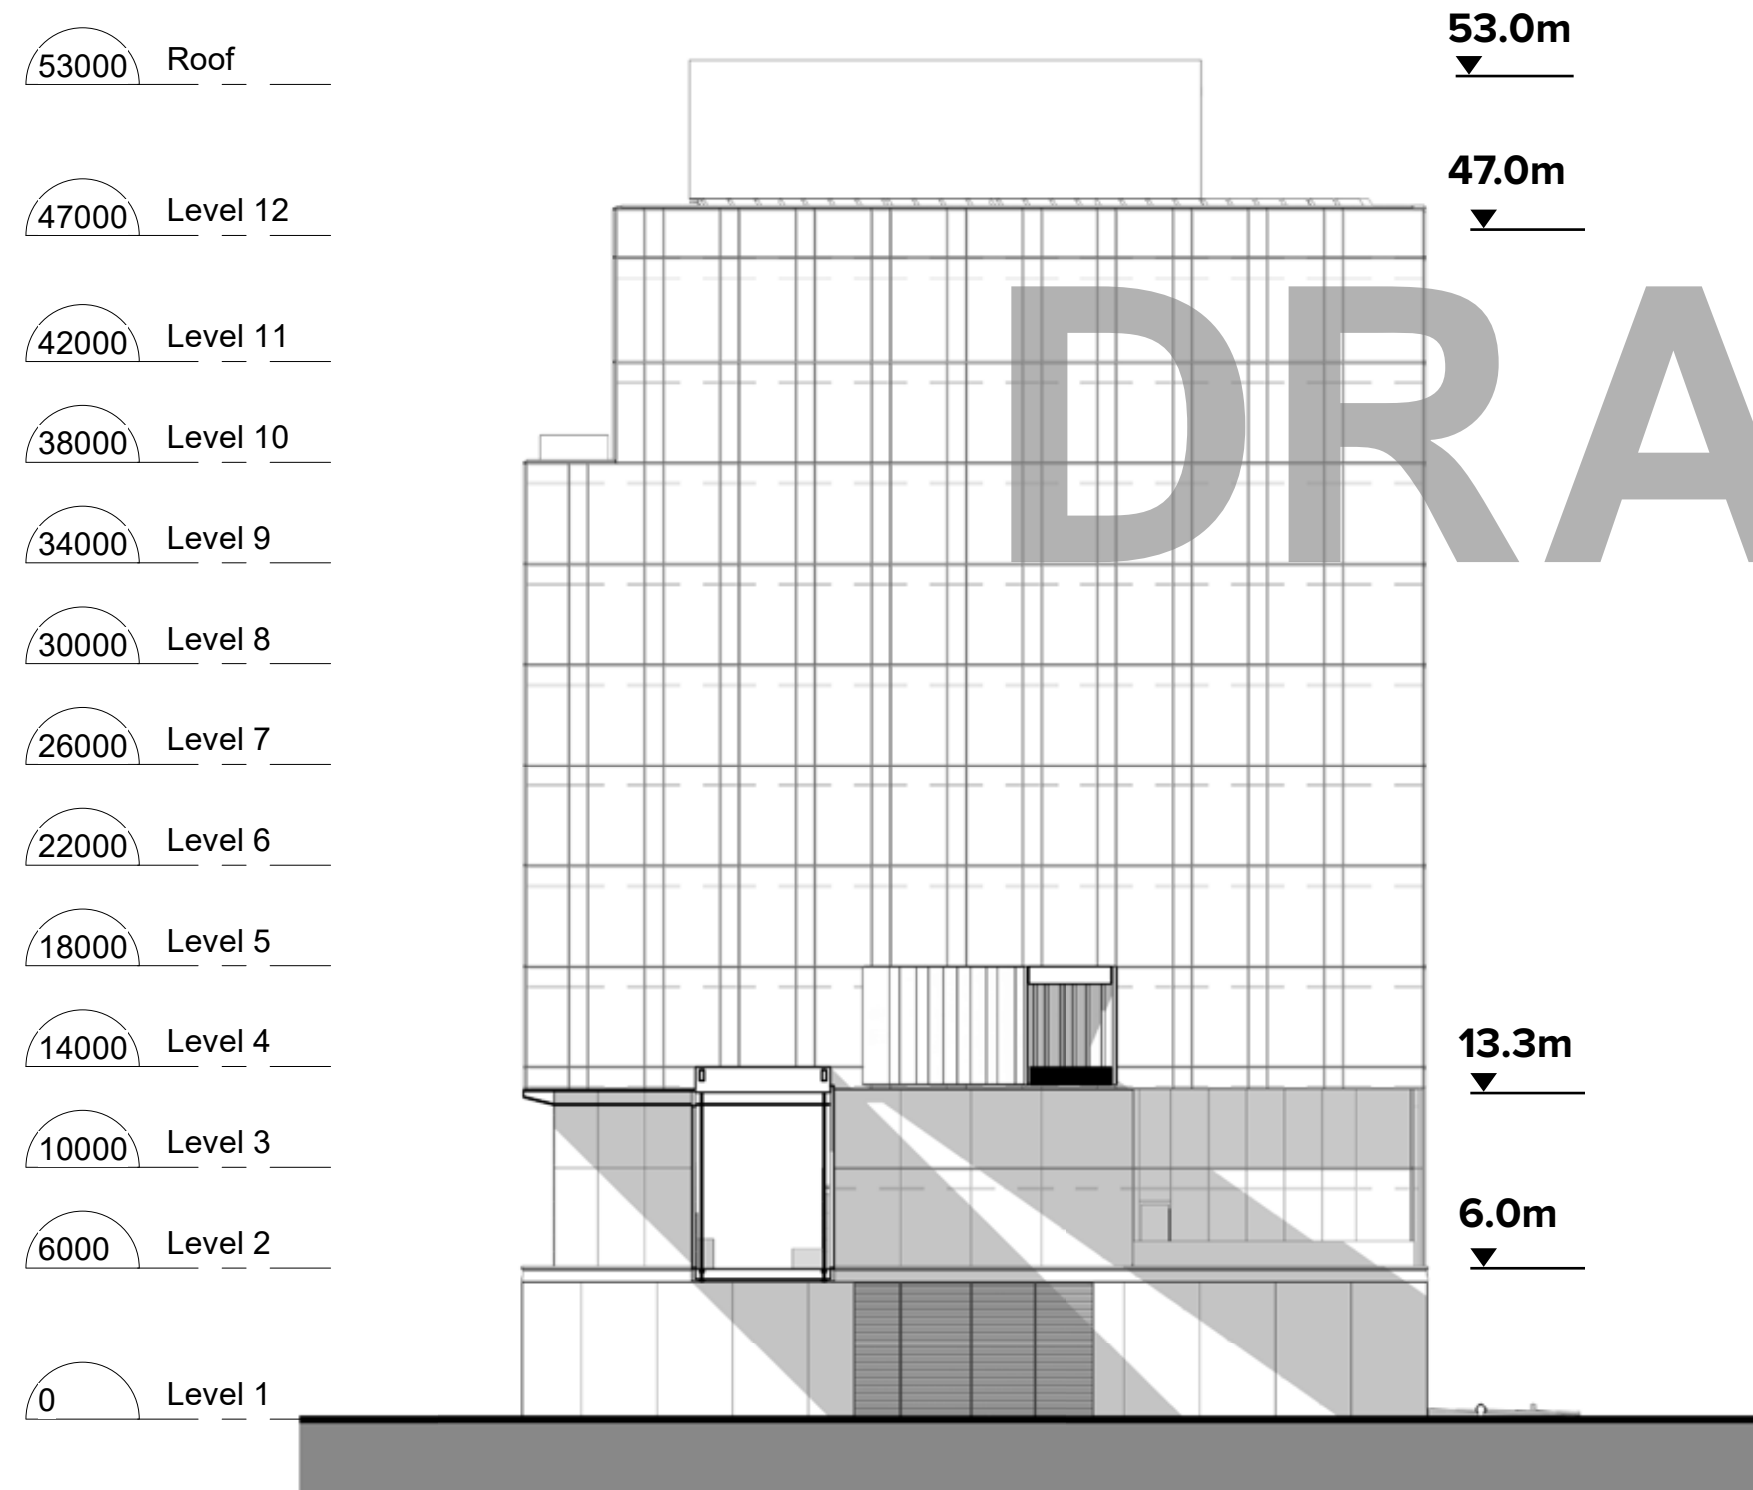 53000 Roof
53.0m
47000 Level 12
47.0m
42000 Level 11
DRA
38000 Level 10
34000 Level 9
30000 Level 8
26000 Level 7
22000 Level 6
18000 Level 5
14000 Level 4
13.3m
10000 Level 3
6000 Level 2
6.0m
0 Level 1